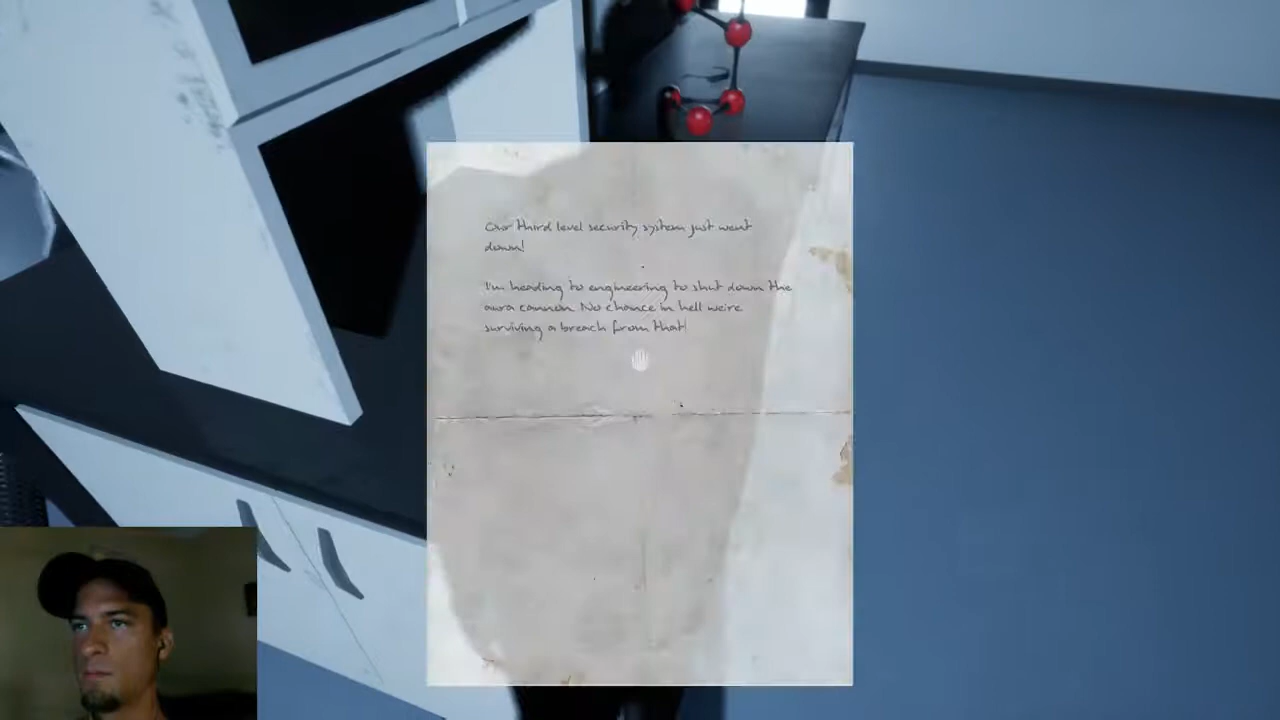 Our third level security system just went
down!
I'm heading to engineering to shut down the
aura cannon. No chance in hell we're
surviving a breach from that!